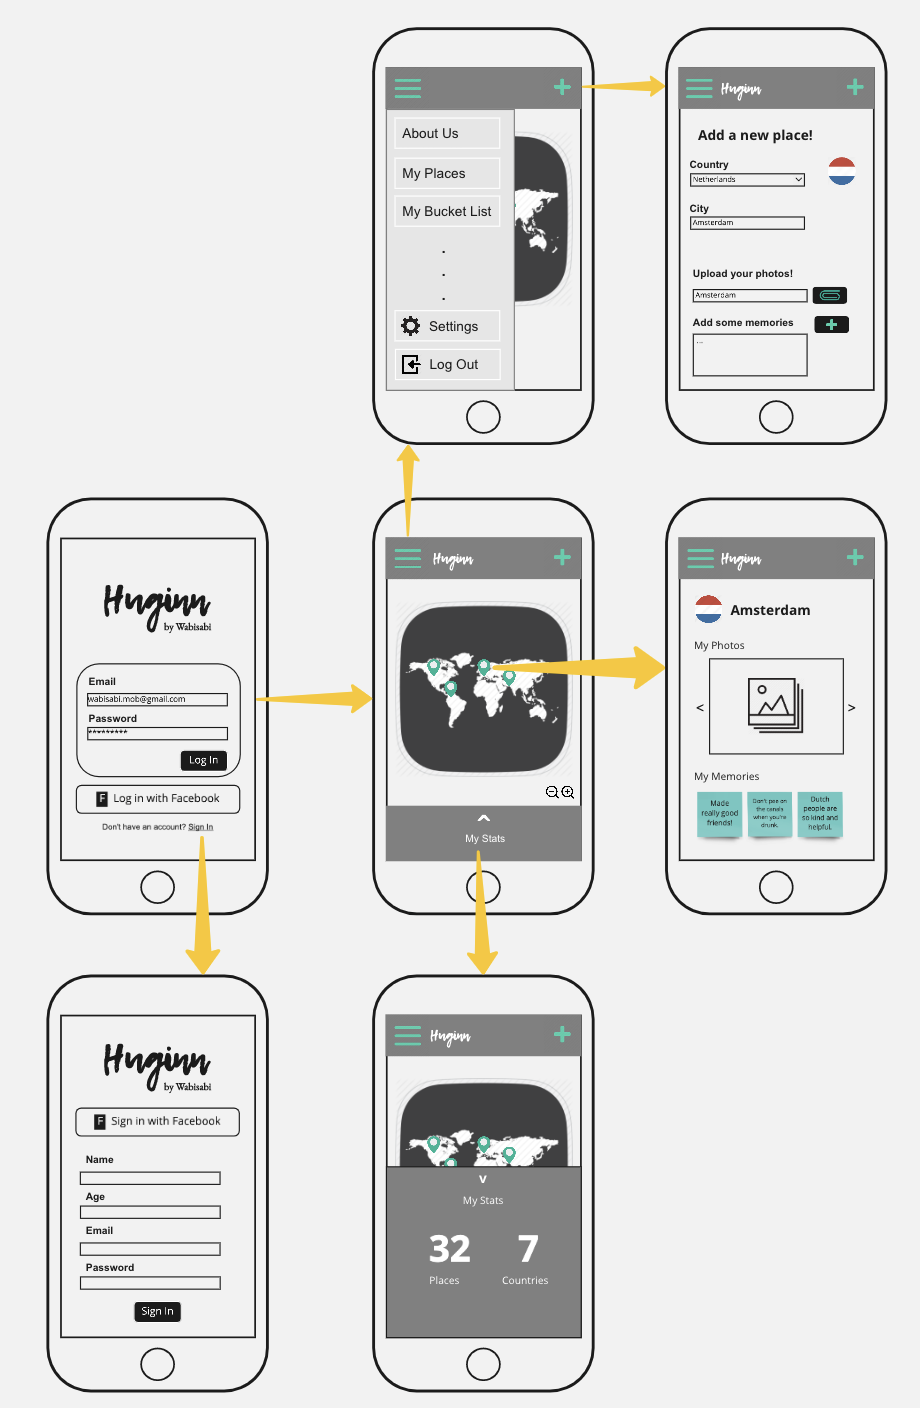 About Us
My Places
My Bucket List
.
.
.
Settings
Log Out
Huginn
Add a new place!
Country
Netherlands
City
Amsterdam
Upload your photos!
Amsterdam
Add some memories
...
Huginn
by Wabisabi
Email
wabisabi.mob@gmail.com
Password
*********
Log In
F Log in with Facebook
Don't have an account? Sign In
Huginn
^
My Stats
Huginn
Amsterdam
My Photos
< >
My Memories
Made
really good
friends!
Don't pee on
the canals
when you're
drunk.
Dutch
people are
so kind and
helpful.
Huginn
by Wabisabi
F Sign in with Facebook
Name
Age
Email
Password
Sign In
Huginn
v
My Stats
32 7
Places Countries